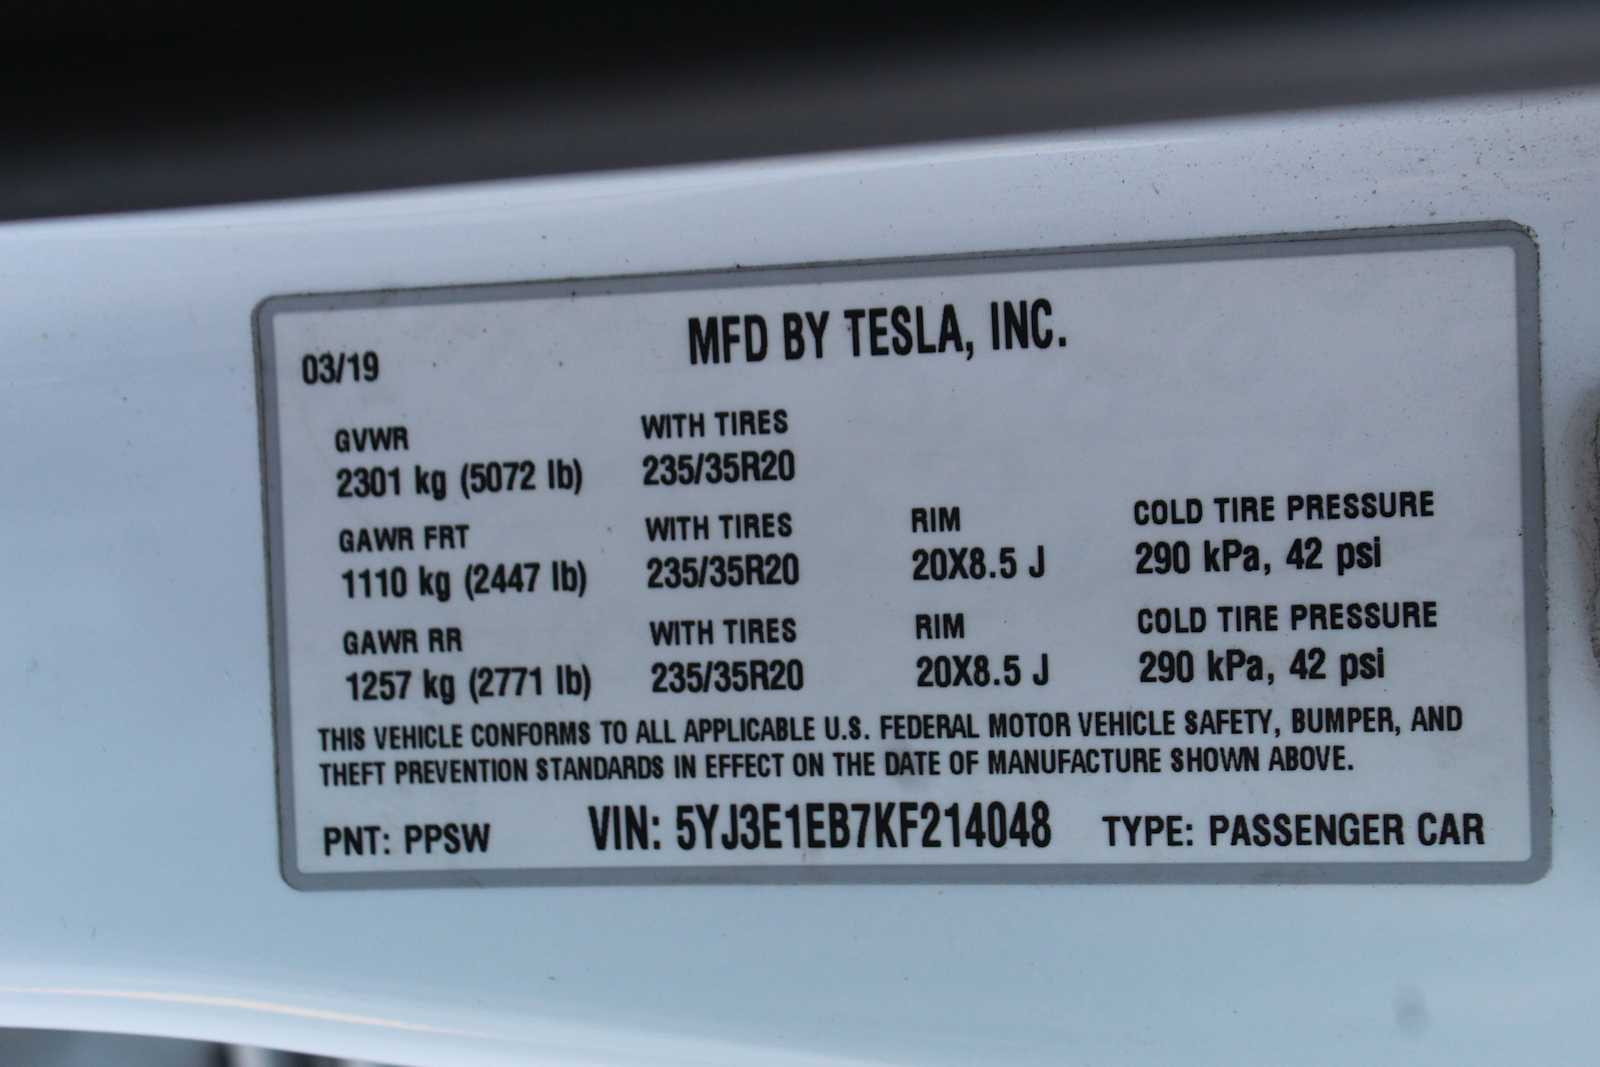 MFD BY TESLA, INC.
03/19
GVWR WITH TIRES
2301 kg (5072 lb) 235/35R20
GAWR FRT WITH TIRES RIM COLD TIRE PRESSURE
1110 kg (2447 lb) 235/35R20 20X8.5 J 290 kPa, 42 psi
GAWR RR WITH TIRES RIM COLD TIRE PRESSURE
1257 kg (2771 lb) 235/35R20 20X8.5 J 290 kPa, 42 psi
THIS VEHICLE CONFORMS TO ALL APPLICABLE U.S. FEDERAL MOTOR VEHICLE SAFETY, BUMPER, AND
THEFT PREVENTION STANDARDS IN EFFECT ON THE DATE OF MANUFACTURE SHOWN ABOVE.
PNT: PPSW VIN: 5YJ3E1EB7KF214048 TYPE: PASSENGER CAR